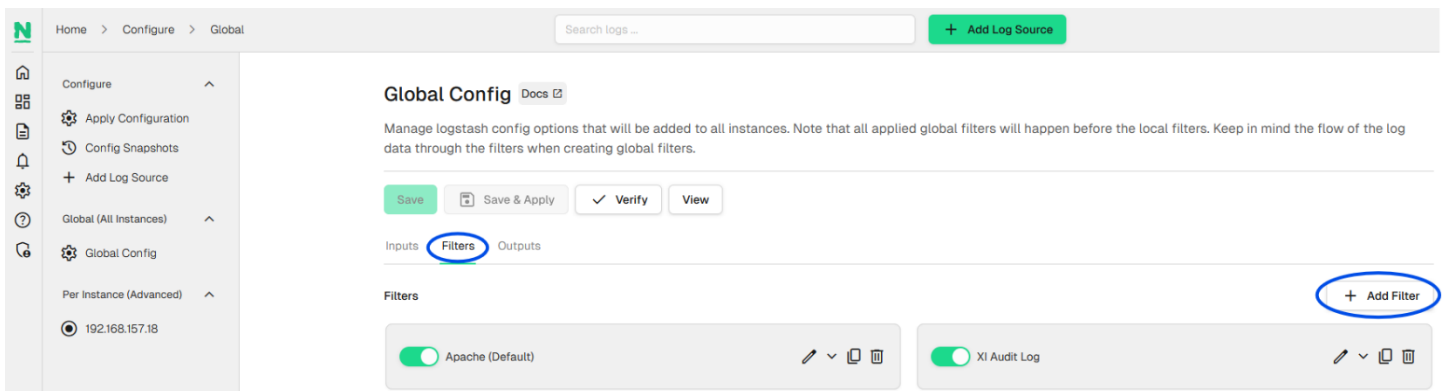 N
Home > Configure > Global
Search logs ...
+ Add Log Source
Configure
Apply Configuration
Config Snapshots
+ Add Log Source
Global (All Instances)
Global Config
Per Instance (Advanced)
192.168.157.18
Global Config Docs
Manage logstash config options that will be added to all instances. Note that all applied global filters will happen before the local filters. Keep in mind the flow of the log
data through the filters when creating global filters.
Save Save & Apply Verify View
Inputs Filters Outputs
Filters
+ Add Filter
Apache (Default)
XI Audit Log